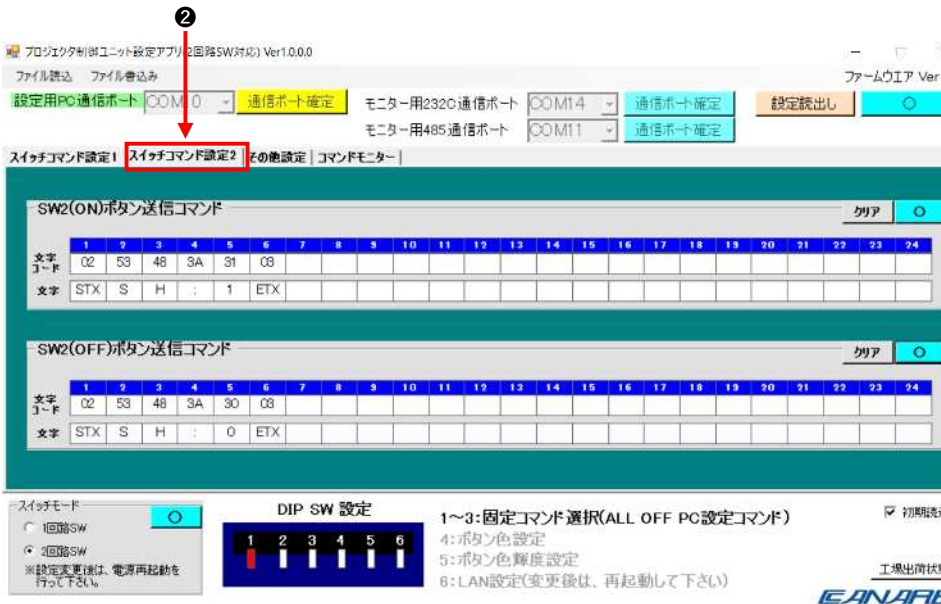 ❷
プロジェクタ制御ユニット設定アプリ(2回路SW対応) Ver1.0.0.0
ファイル読込 ファイル書込み ファームウエア Ver
設定用PC通信ポート 通信ポート確定 モニター用232C通信ポート COM14 通信ポート確定 設定読出し ○
モニター用485通信ポート COM11 通信ポート確定
スイッチコマンド設定1 スイッチコマンド設定2 その他設定 コマンドモニター
SW2(ON)ボタン送信コマンド クリア ○
1 2 3 4 5 6 7 8 9 10 11 12 13 14 15 16 17 18 19 20 21 22 23 24
文字コード 02 53 48 3A 31 03
文字 STX S H : 1 ETX
SW2(OFF)ボタン送信コマンド クリア ○
1 2 3 4 5 6 7 8 9 10 11 12 13 14 15 16 17 18 19 20 21 22 23 24
文字コード 02 53 48 3A 30 03
文字 STX S H : 0 ETX
スイッチモード ○
1回路SW
2回路SW
※設定変更後は、電源再起動を
行って下さい。
DIP SW 設定
1 2 3 4 5 6
1～3:固定コマンド選択(ALL OFF PC設定コマンド)
4:ボタン色設定
5:ボタン色輝度設定
6:LAN設定(変更後は、再起動して下さい)
初期読込
工場出荷状態
CANARE